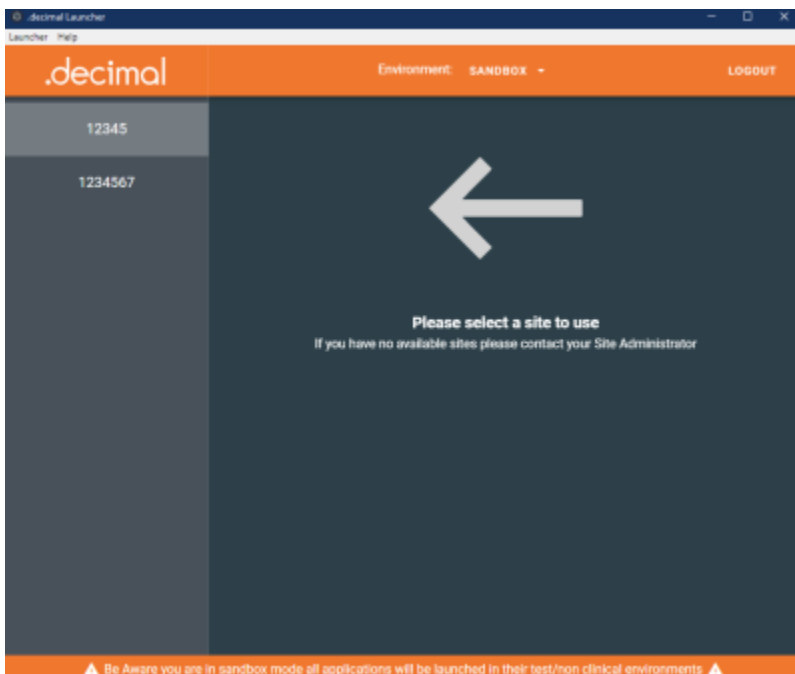 .decimal Launcher
Launcher Help
.decimal
Environment: SANDBOX
LOGOUT
12345
1234567
Please select a site to use
If you have no available sites please contact your Site Administrator
Be Aware you are in sandbox mode all applications will be launched in their test/non clinical environments